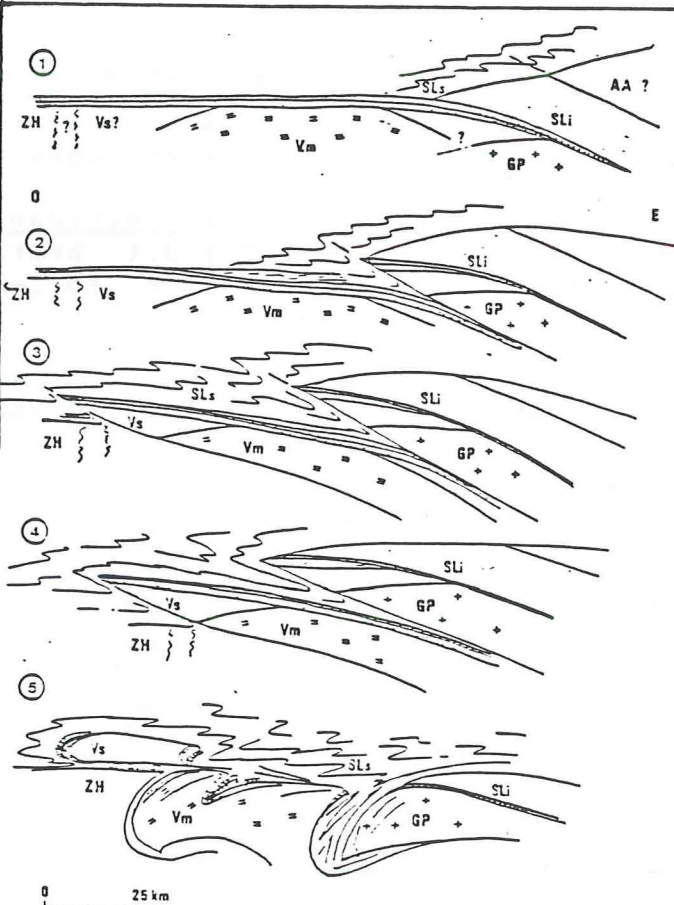 1
SLs
AA ?
SLi
ZH ? Vs? Vm ? GP
O E
2
SLi
ZH Vs Vm GP
3
SLs SLi
Vs
ZH Vm GP
4
SLi
Vs GP
ZH Vm
5
Vs
SLs
ZH SLi
Vm GP
0 25 km